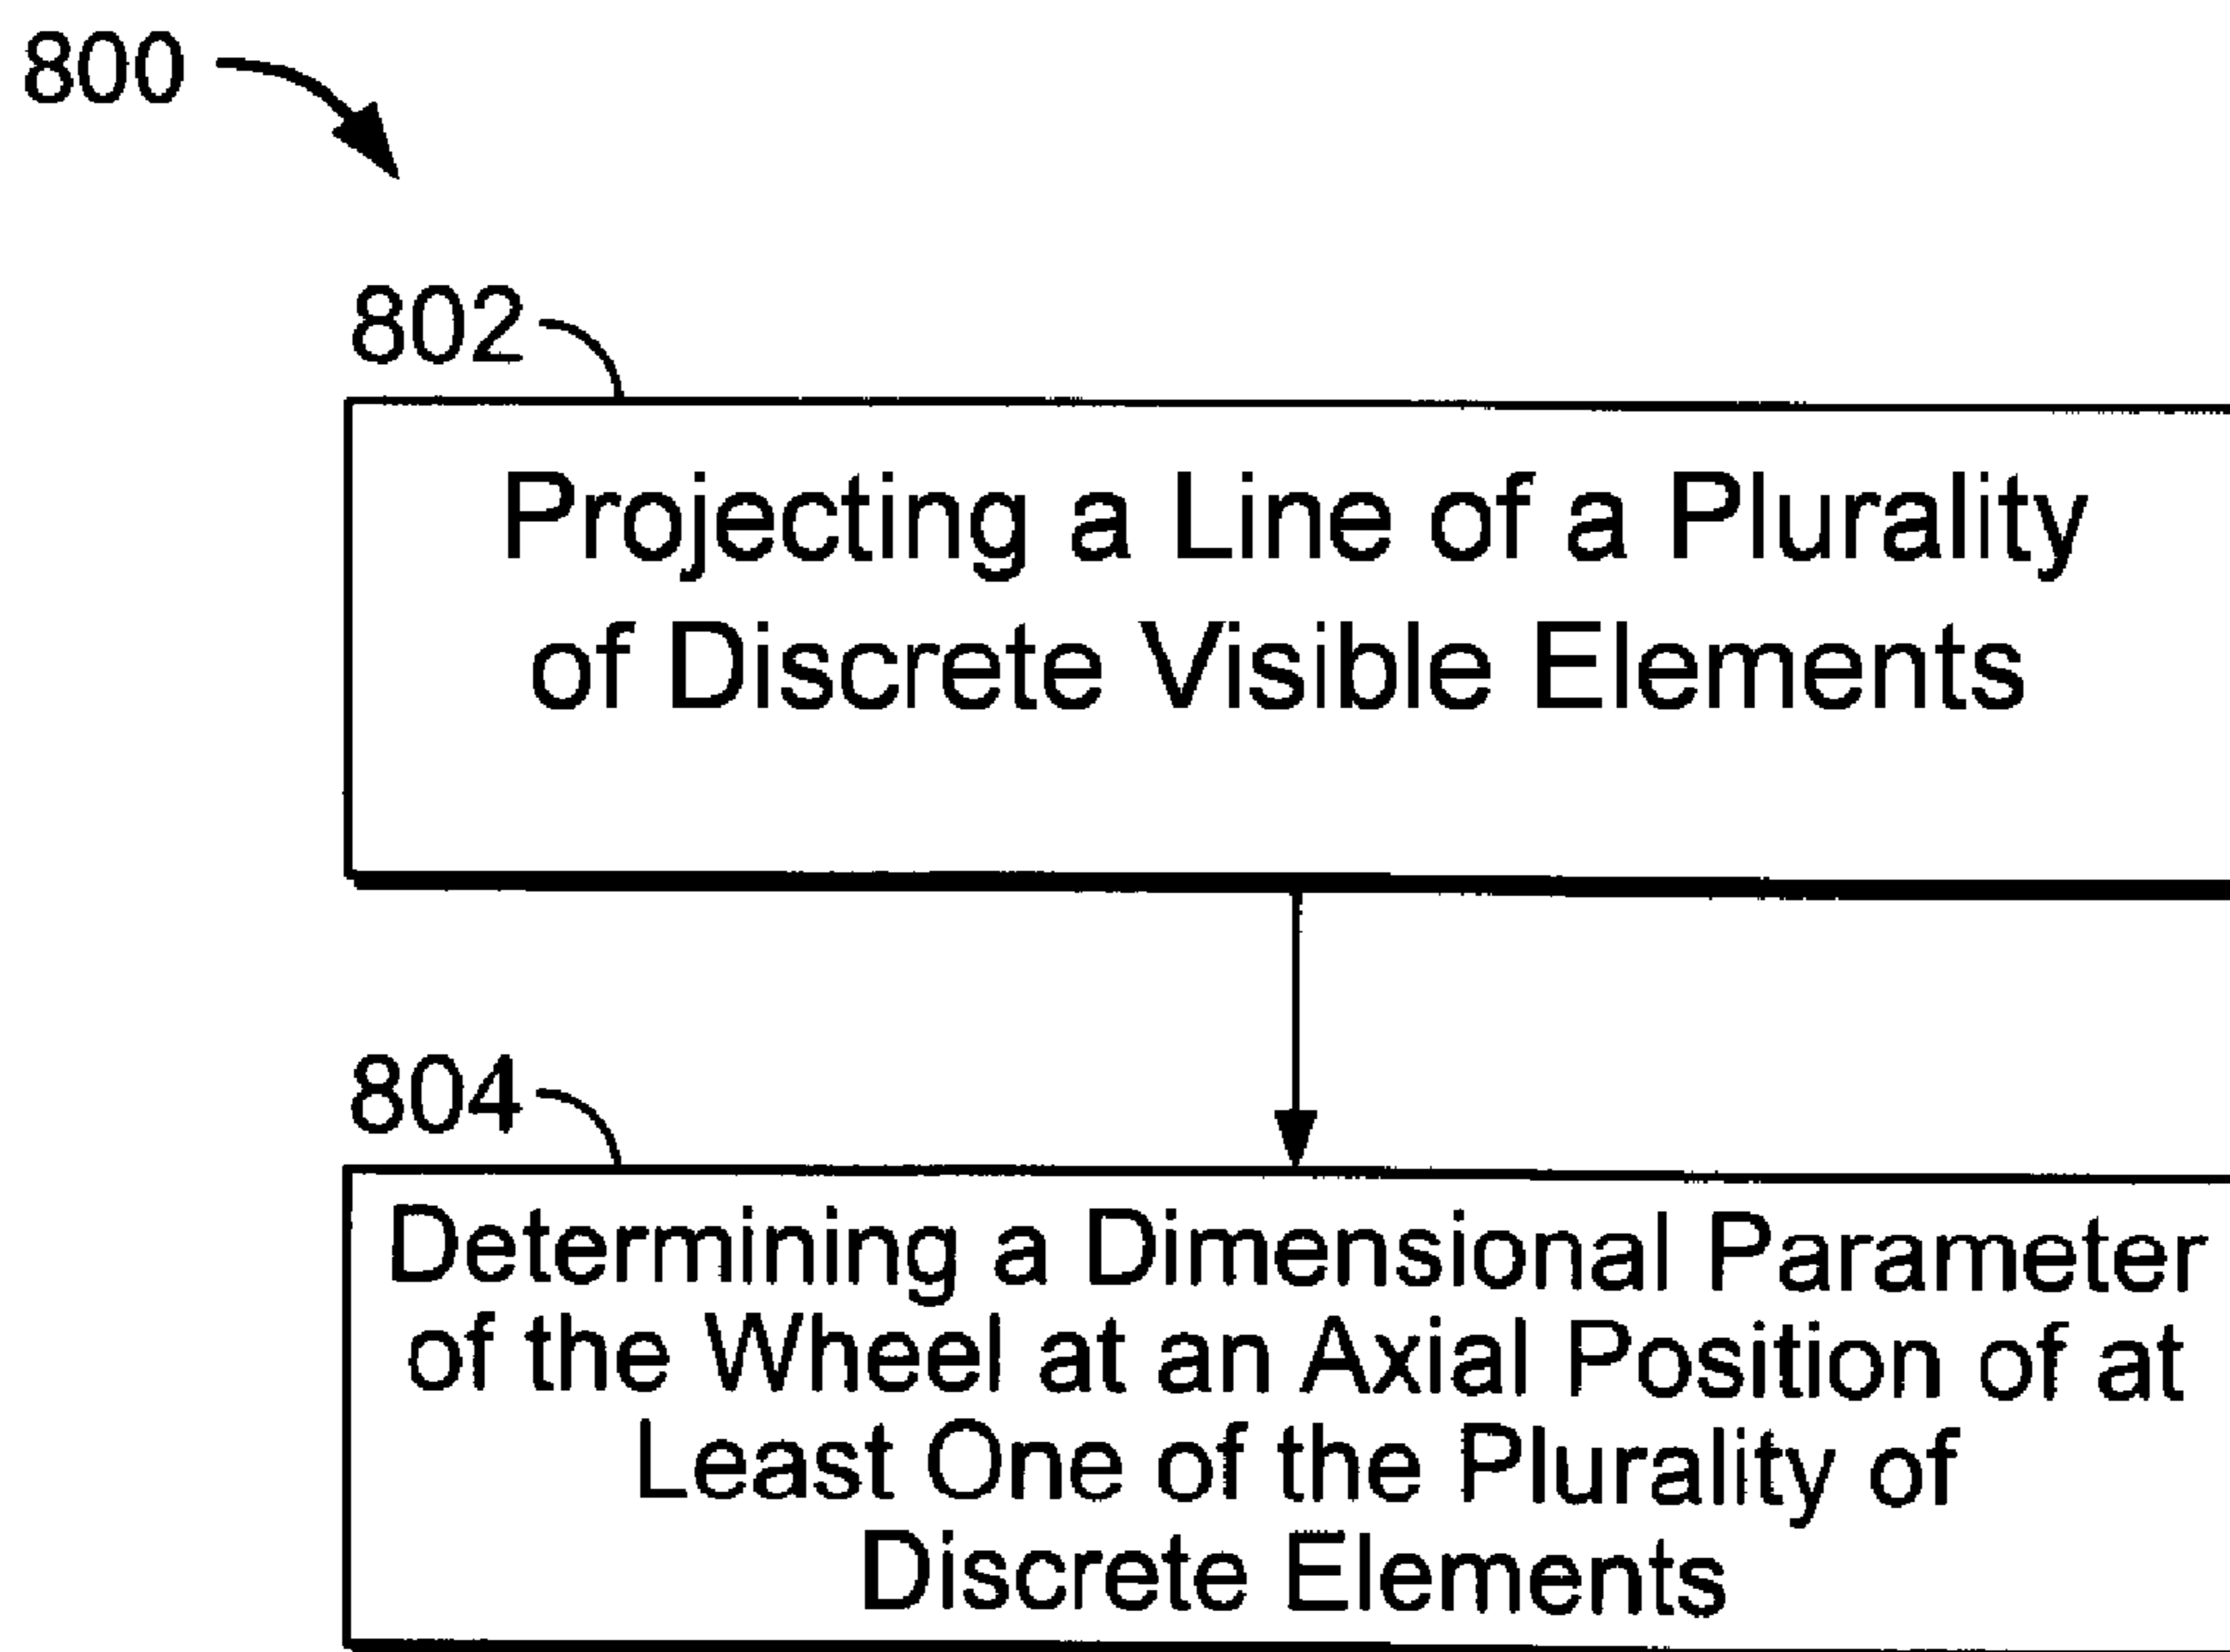 800
802
Projecting a Line of a Plurality
of Discrete Visible Elements
804
Determining a Dimensional Parameter
of the Wheel at an Axial Position of at
Least One of the Plurality of
Discrete Elements